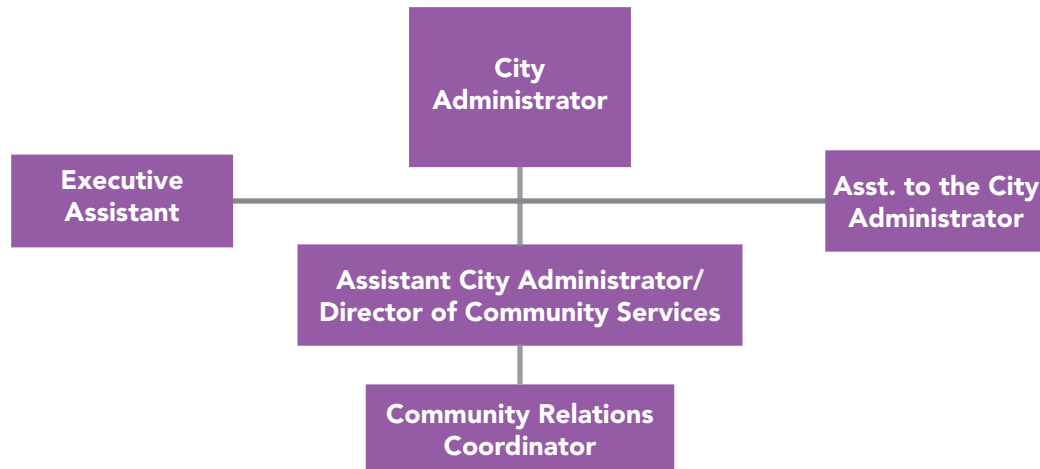 City
Administrator
Executive
Assistant
Asst. to the City
Administrator
Assistant City Administrator/
Director of Community Services
Community Relations
Coordinator